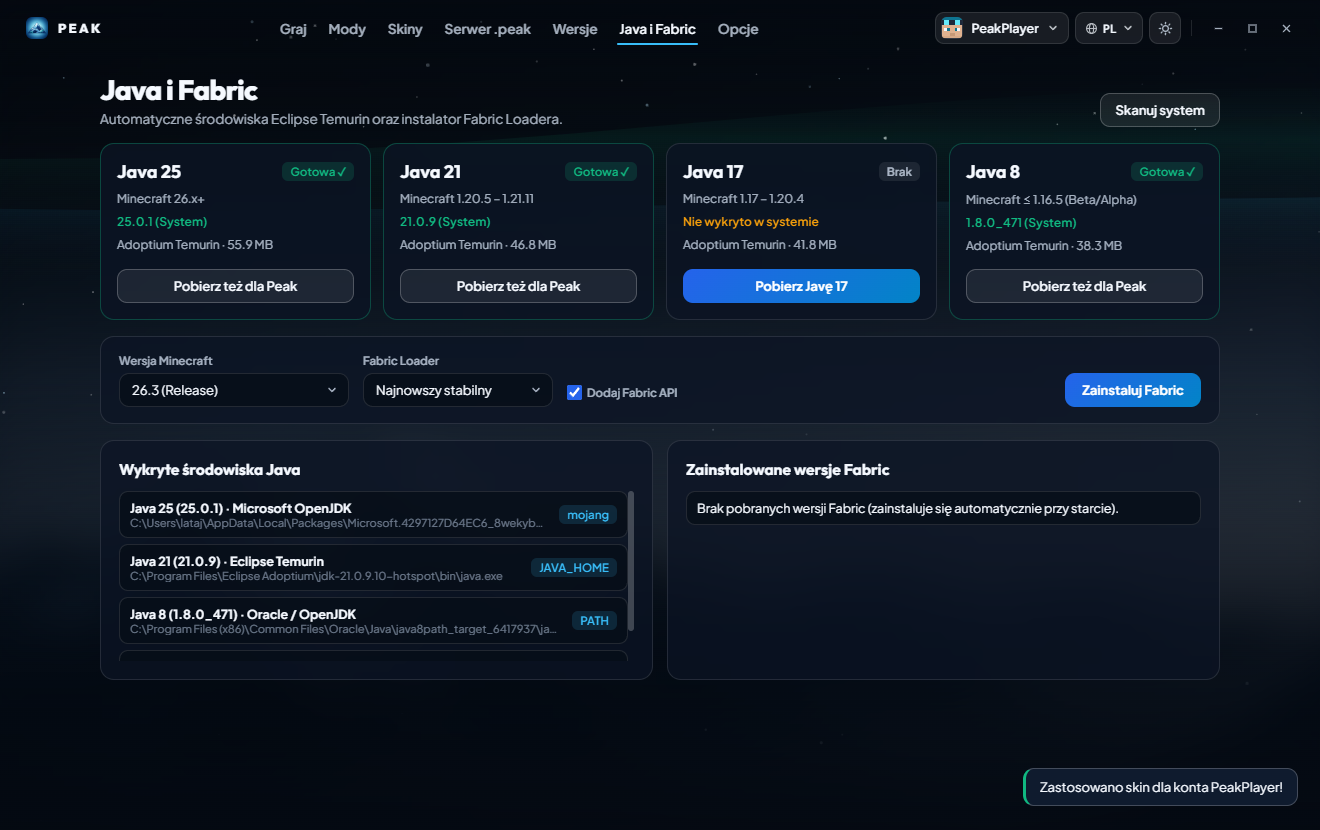 PEAK
Graj
Mody
Skiny
Serwer .peak
Wersje
Java i Fabric
Opcje
PeakPlayer
PL
Java i Fabric
Automatyczne środowiska Eclipse Temurin oraz instalator Fabric Loadera.
Skanuj system
Java 25
Gotowa ✓
Minecraft 26.x+
25.0.1 (System)
Adoptium Temurin · 55.9 MB
Pobierz też dla Peak
Java 21
Gotowa ✓
Minecraft 1.20.5 – 1.21.11
21.0.9 (System)
Adoptium Temurin · 46.8 MB
Pobierz też dla Peak
Java 17
Brak
Minecraft 1.17 – 1.20.4
Nie wykryto w systemie
Adoptium Temurin · 41.8 MB
Pobierz Javę 17
Java 8
Gotowa ✓
Minecraft ≤ 1.16.5 (Beta/Alpha)
1.8.0_471 (System)
Adoptium Temurin · 38.3 MB
Pobierz też dla Peak
Wersja Minecraft
26.3 (Release)
Fabric Loader
Najnowszy stabilny
Dodaj Fabric API
Zainstaluj Fabric
Wykryte środowiska Java
Java 25 (25.0.1) · Microsoft OpenJDK
C:\Users\lataj\AppData\Local\Packages\Microsoft.4297127D64EC6_8wekyb...
mojang
Java 21 (21.0.9) · Eclipse Temurin
C:\Program Files\Eclipse Adoptium\jdk-21.0.9.10-hotspot\bin\java.exe
JAVA_HOME
Java 8 (1.8.0_471) · Oracle / OpenJDK
C:\Program Files (x86)\Common Files\Oracle\Java\java8path_target_6417937\ja...
PATH
Zainstalowane wersje Fabric
Brak pobranych wersji Fabric (zainstaluje się automatycznie przy starcie).
Zastosowano skin dla konta PeakPlayer!